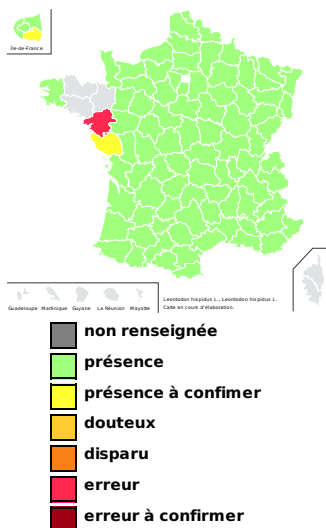 Île-de-France
Guadeloupe Martinique Guyane La Réunion Mayotte
Leontodon hispidus L., Leontodon hispidus L.
Carte en cours d'élaboration.
non renseignée
présence
présence à confimer
douteux
disparu
erreur
erreur à confirmer